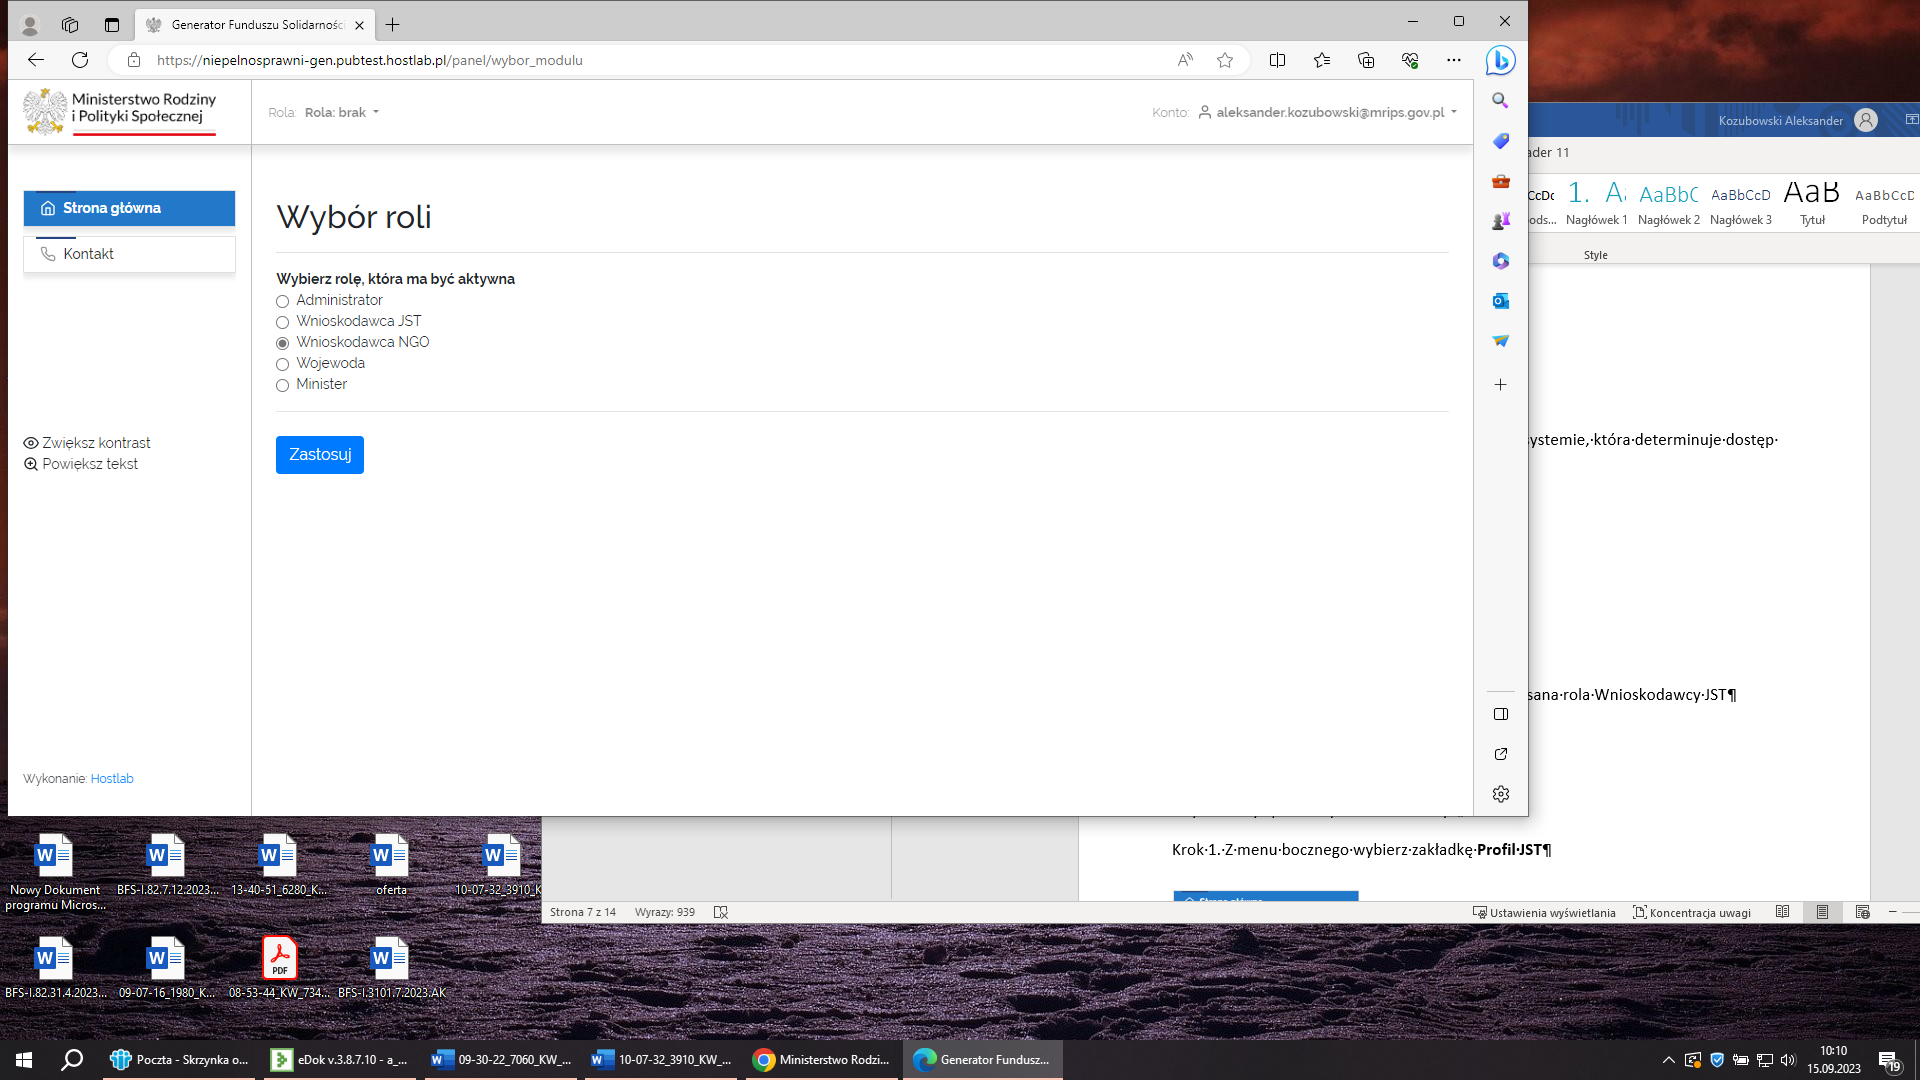 Generator Funduszu Solidarności
https://niepelnosprawni-gen.pubtest.hostlab.pl/panel/wybor_modulu
Ministerstwo Rodziny
i Polityki Społecznej
Rola: Rola: brak
Konto: aleksander.kozubowski@mrips.gov.pl
Strona główna
Kontakt
Zwiększ kontrast
Powiększ tekst
Wykonanie: Hostlab
Wybór roli
Wybierz rolę, która ma być aktywna
Administrator
Wnioskodawca JST
Wnioskodawca NGO
Wojewoda
Minister
Zastosuj
Kozubowski Aleksander
ader 11
CcDc 1. A AaBbC AaBbCcD AaB AaBbCcD
ods... Nagłówek 1 Nagłówek 2 Nagłówek 3 Tytuł Podtytuł
Style
systemie,·która·determinuje·dostęp·
sana·rola·Wnioskodawcy·JST¶
Krok·1.·Z·menu·bocznego·wybierz·zakładkę·Profil·JST¶
Strona 7 z 14 Wyrazy: 939 Ustawienia wyświetlania Koncentracja uwagi
Nowy Dokument
programu Micros...
BFS-I.82.7.12.2023...
13-40-51_6280_K...
oferta
10-07-32_3910_K
BFS-I.82.31.4.2023...
09-07-16_1980_K...
PDF
08-53-44_KW_734...
BFS-I.3101.7.2023.AK
Poczta - Skrzynka o...
eDok v.3.8.7.10 - a_...
09-30-22_7060_KW_...
10-07-32_3910_KW_...
Ministerstwo Rodzi...
Generator Fundusz...
10:10
15.09.2023
19